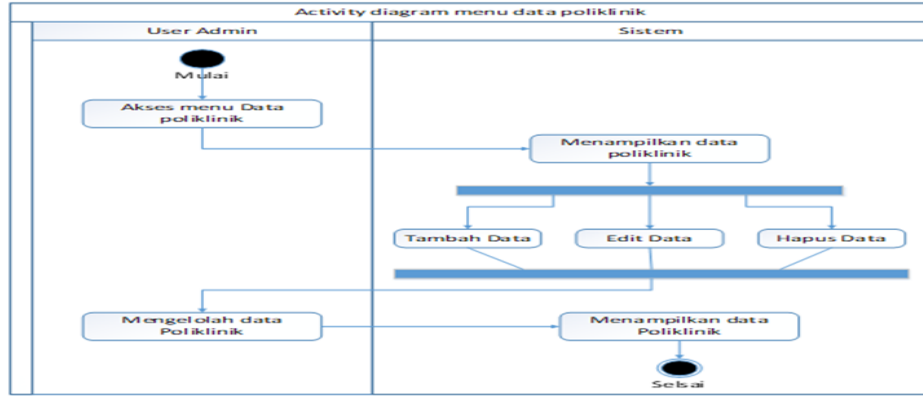 Activity diagram menu data poliklinik
User Admin
Sistem
Mulai
Akses menu Data
poliklinik
Menampilkan data
poliklinik
Tambah Data
Edit Data
Hapus Data
Mengelolah data
Poliklinik
Menampilkan data
Poliklinik
Selsai